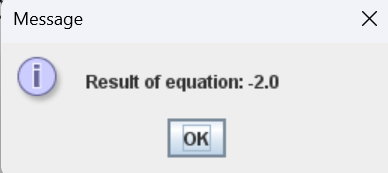 Message
Result of equation: -2.0
OK